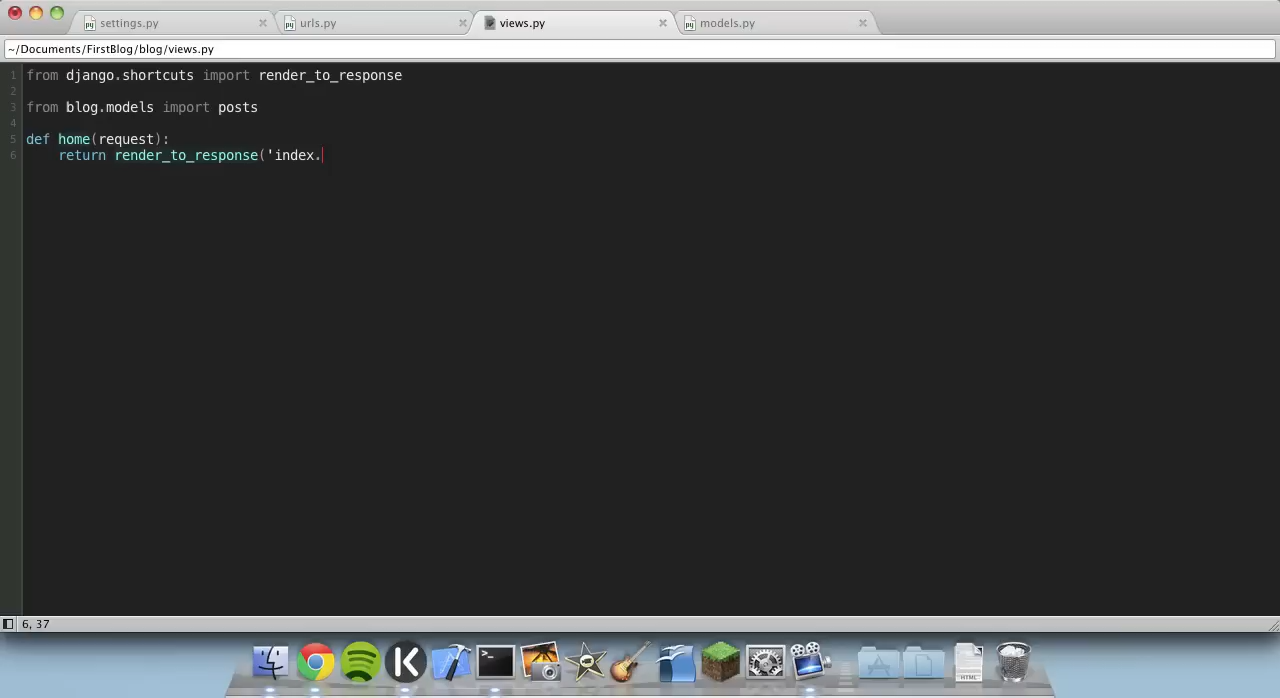 settings.py
urls.py
views.py
models.py
~/Documents/FirstBlog/blog/views.py
1 from django.shortcuts import render_to_response
2
3 from blog.models import posts
4
5 def home(request):
6 return render_to_response('index.
6, 37
HTML